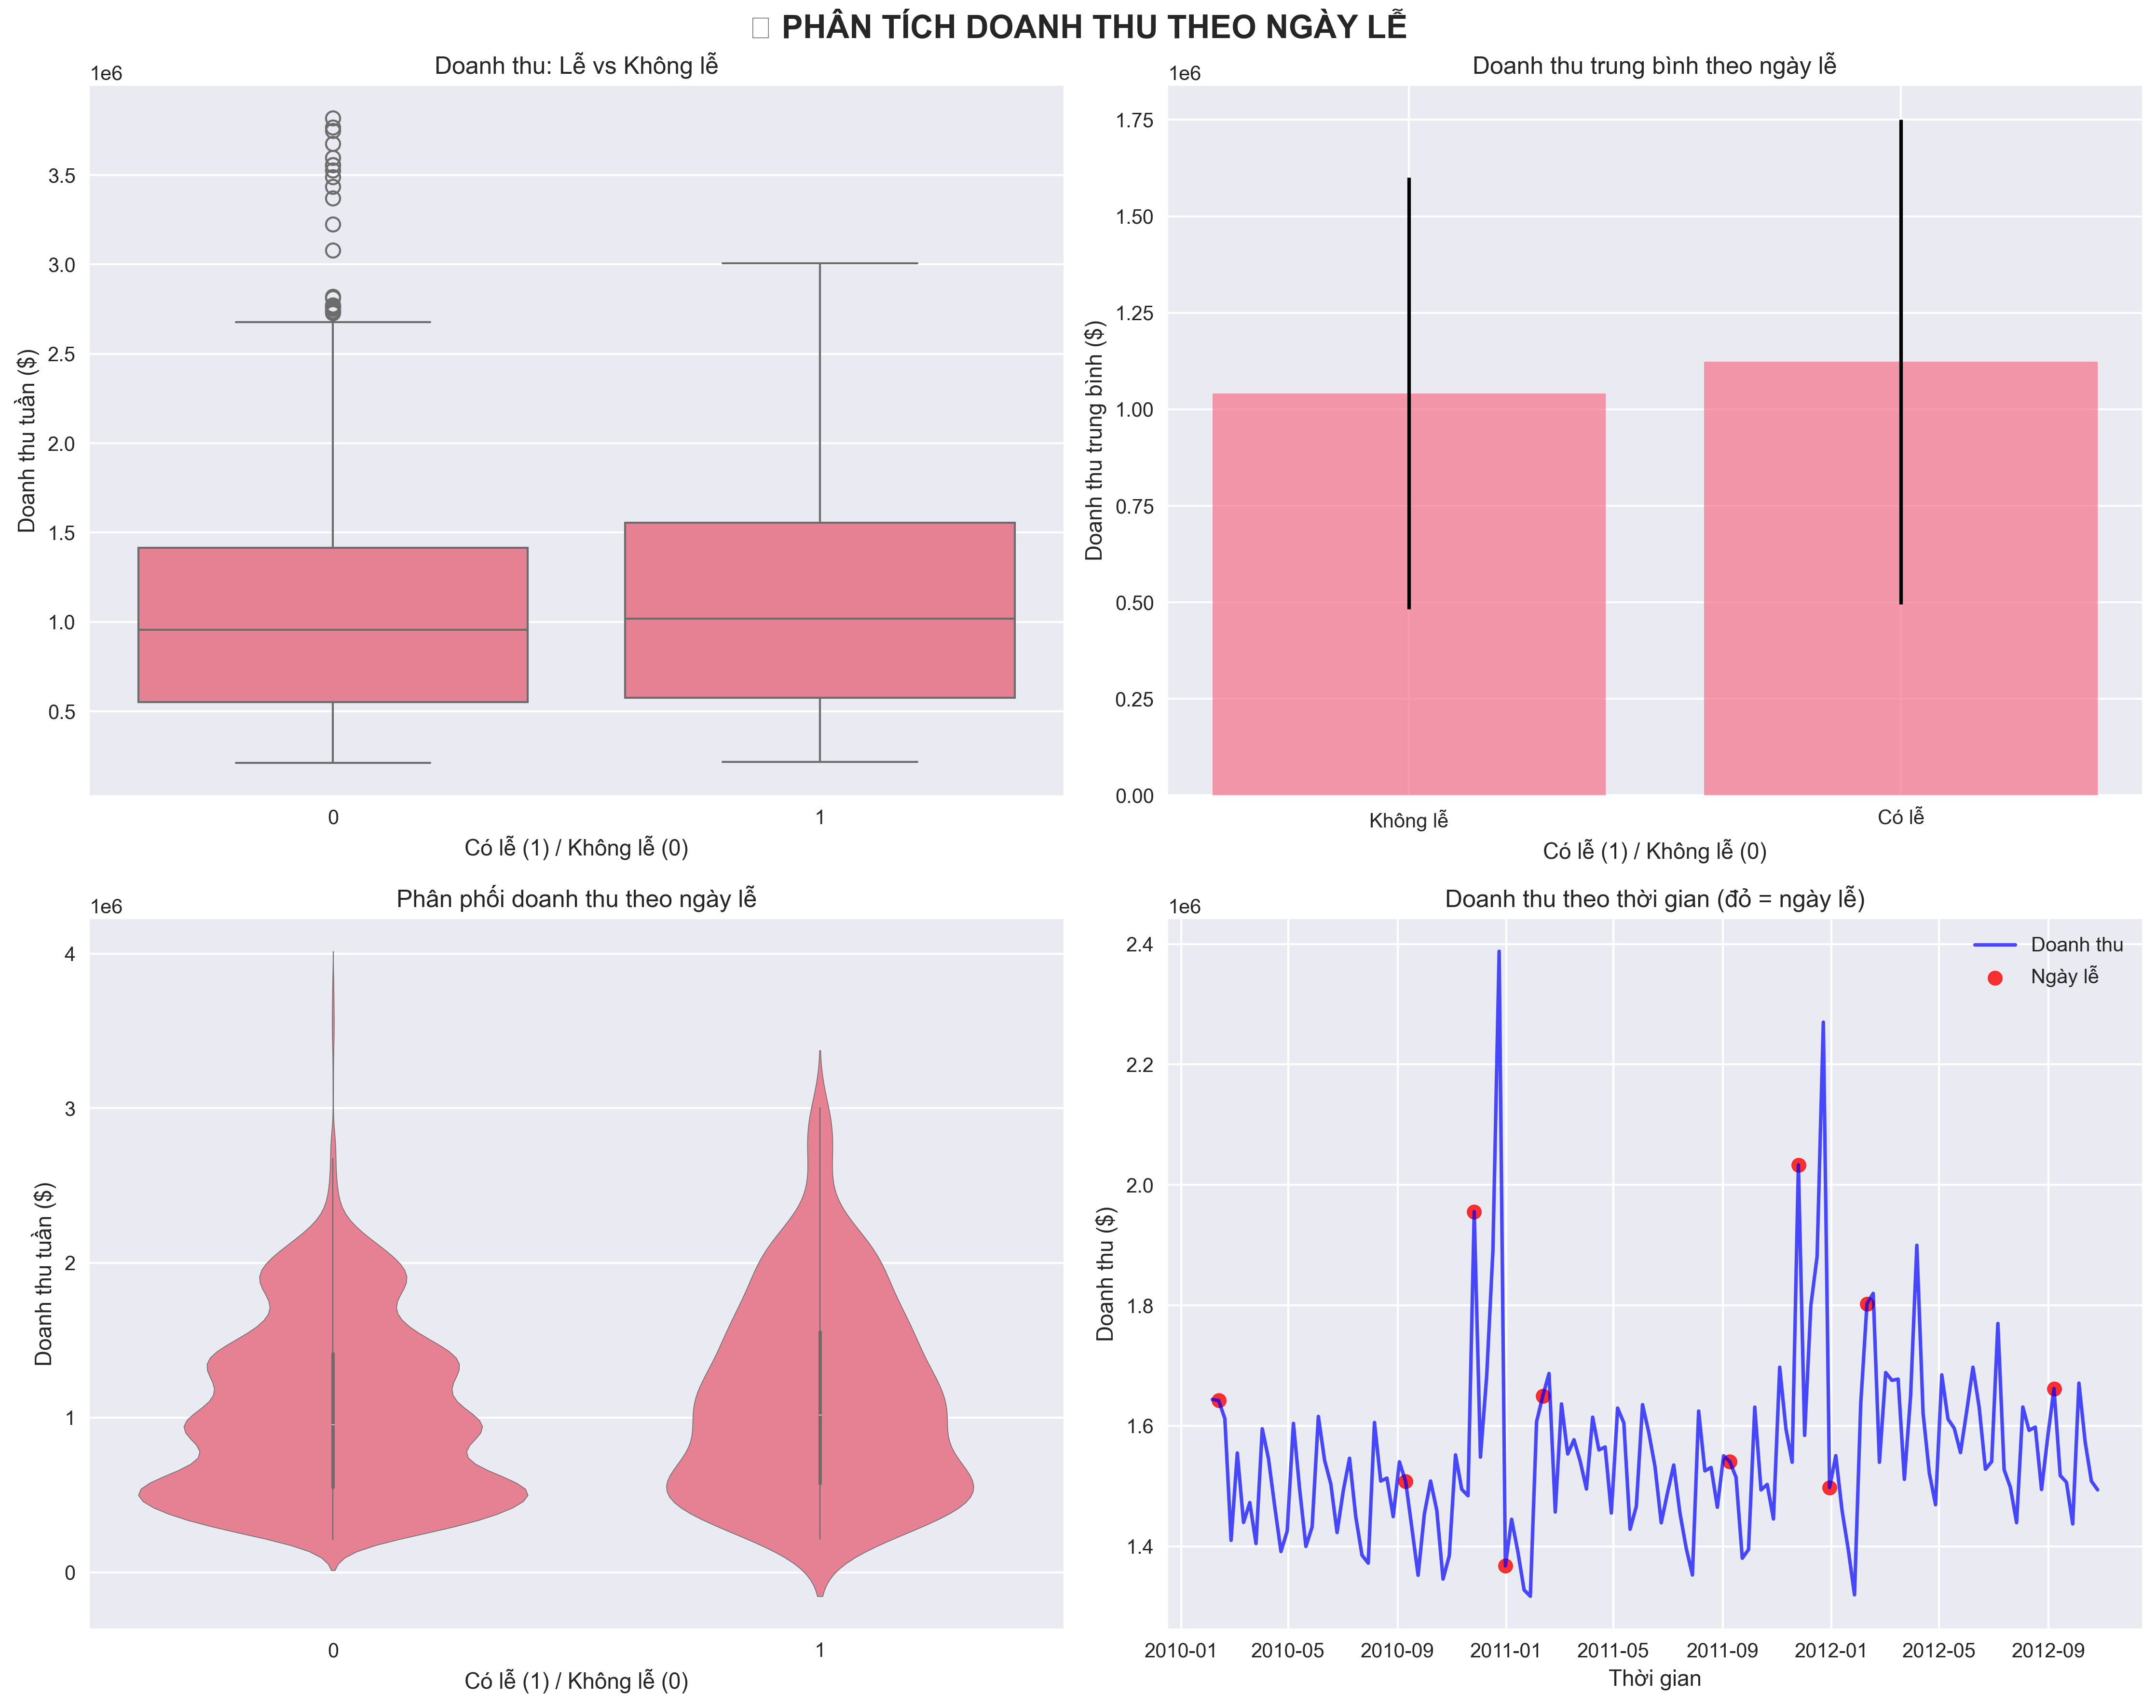 PHÂN TÍCH DOANH THU THEO NGÀY LỄ
Doanh thu: Lễ vs Không lễ
1e6
3.5
3.0
2.5
2.0
1.5
1.0
0.5
Doanh thu tuần ($)
0
1
Có lễ (1) / Không lễ (0)
Doanh thu trung bình theo ngày lễ
1e6
1.75
1.50
1.25
1.00
0.75
0.50
0.25
0.00
Doanh thu trung bình ($)
Không lễ
Có lễ
Có lễ (1) / Không lễ (0)
Phân phối doanh thu theo ngày lễ
1e6
4
3
2
1
0
Doanh thu tuần ($)
0
1
Có lễ (1) / Không lễ (0)
Doanh thu theo thời gian (đỏ = ngày lễ)
1e6
2.4
2.2
2.0
1.8
1.6
1.4
Doanh thu ($)
Doanh thu
Ngày lễ
2010-01
2010-05
2010-09
2011-01
2011-05
2011-09
2012-01
2012-05
2012-09
Thời gian